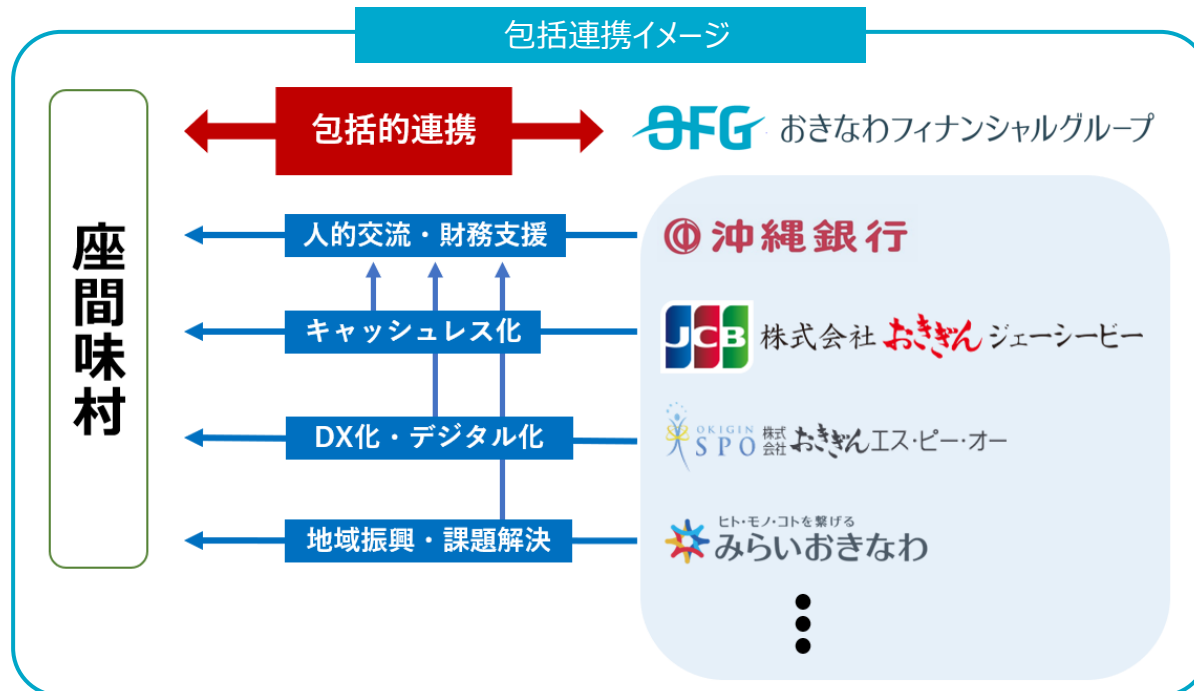 包括連携イメージ
座間味村
包括的連携
OFG おきなわフィナンシャルグループ
人的交流・財務支援
沖縄銀行
キャッシュレス化
JCB 株式会社おきぎんジェーシービー
DX化・デジタル化
OKIGIN
SPO 株式会社おきぎんエス・ピー・オー
地域振興・課題解決
ヒト・モノ・コトを繋げる
みらいおきなわ